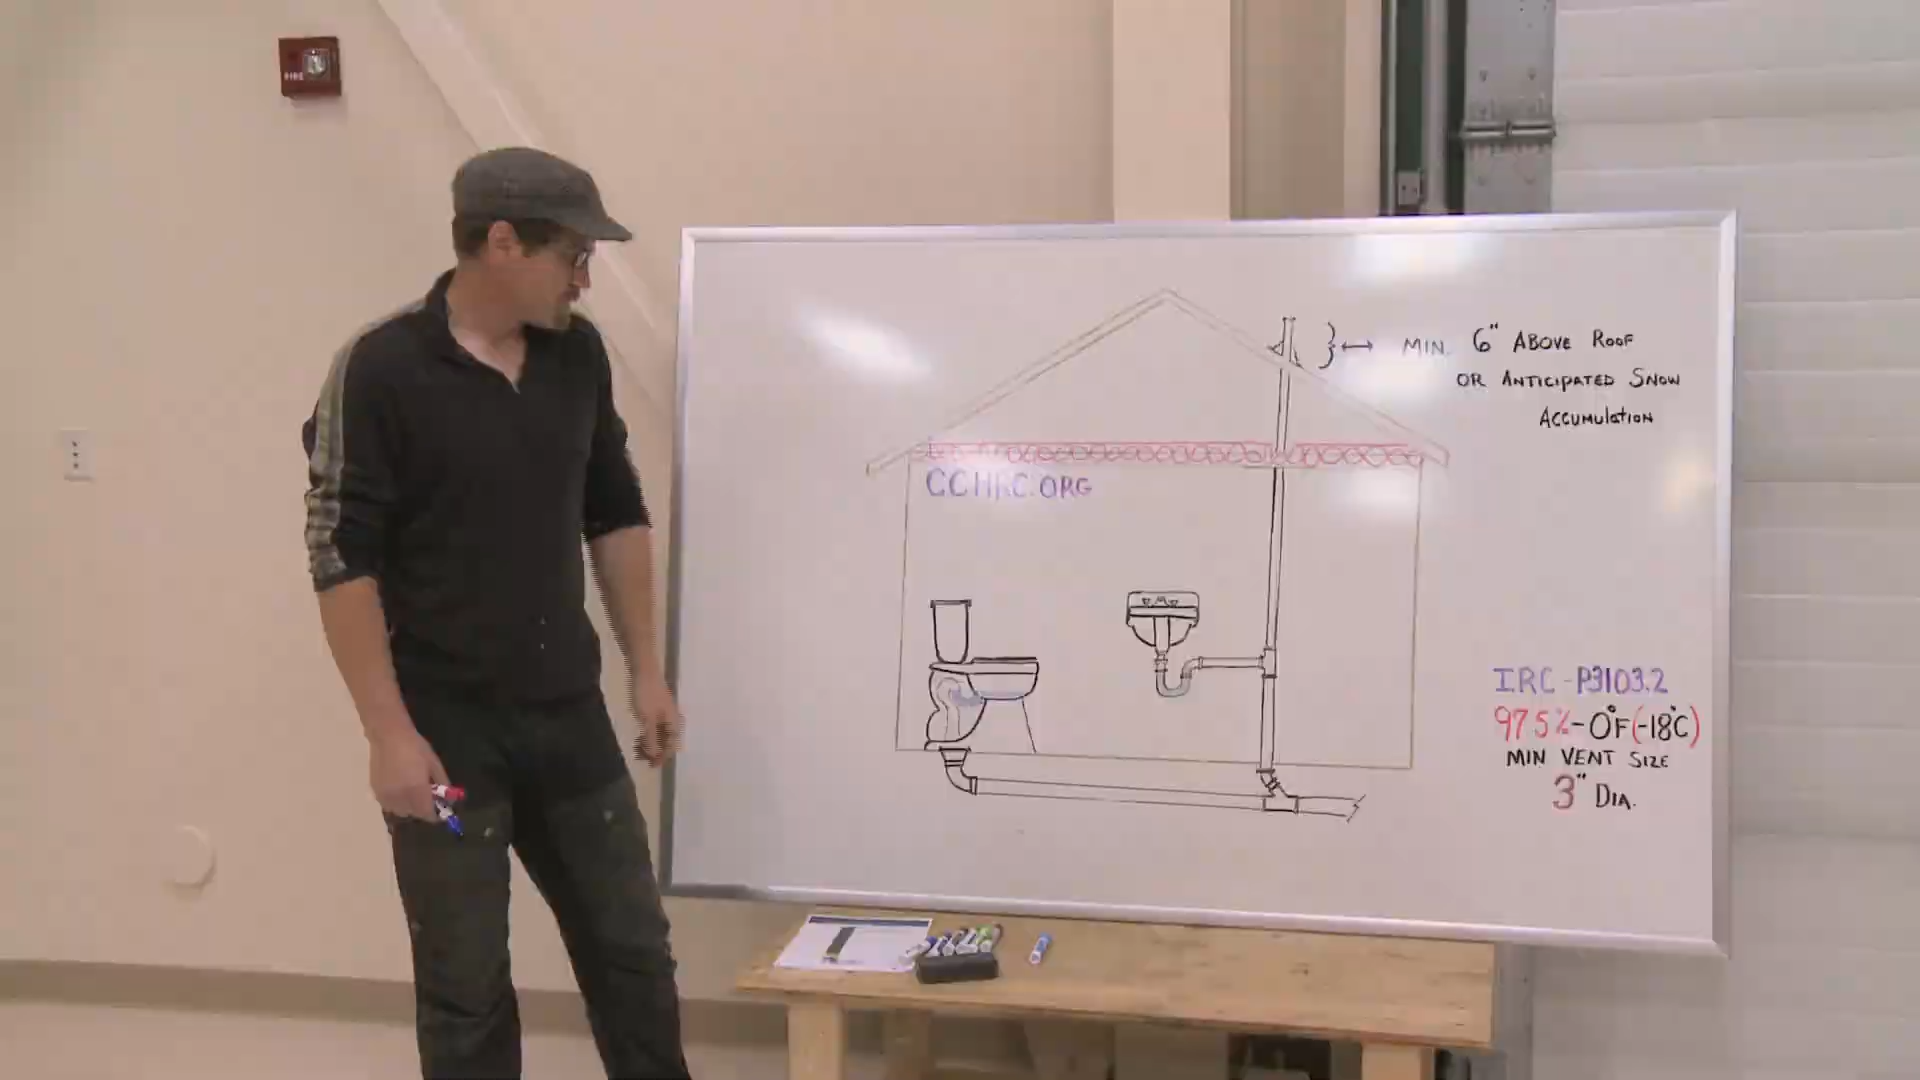 FIRE
MIN. 6" ABOVE ROOF
OR ANTICIPATED SNOW
ACCUMULATION
CCHRC.ORG
IRC-P3103.2
97.5%-0°F(-18°C)
MIN VENT SIZE
3" DIA.